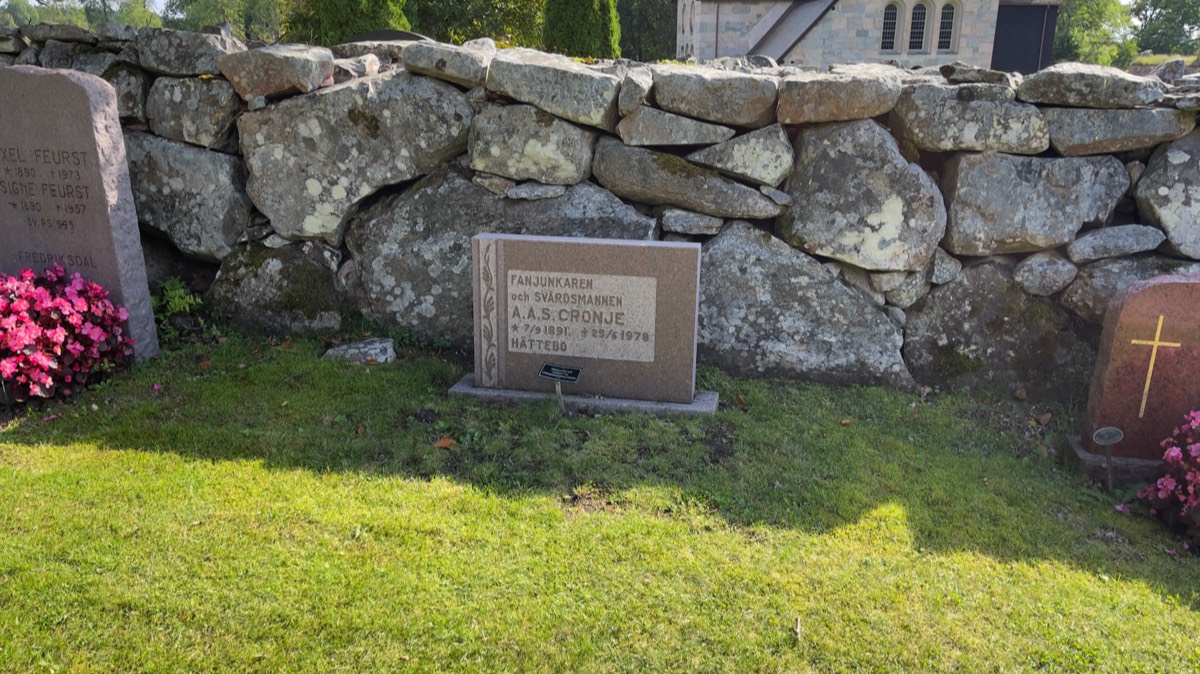 XEL FEURST
* 1890 +1973
SIGNE FEURST
* 1890 +1957
FREDRIKSDAL
FANJUNKAREN
och SVÄRDSMANNEN
A.A.S. CRONJE
* 7/9 1891. + 25/6 1978
HÄTTEBO